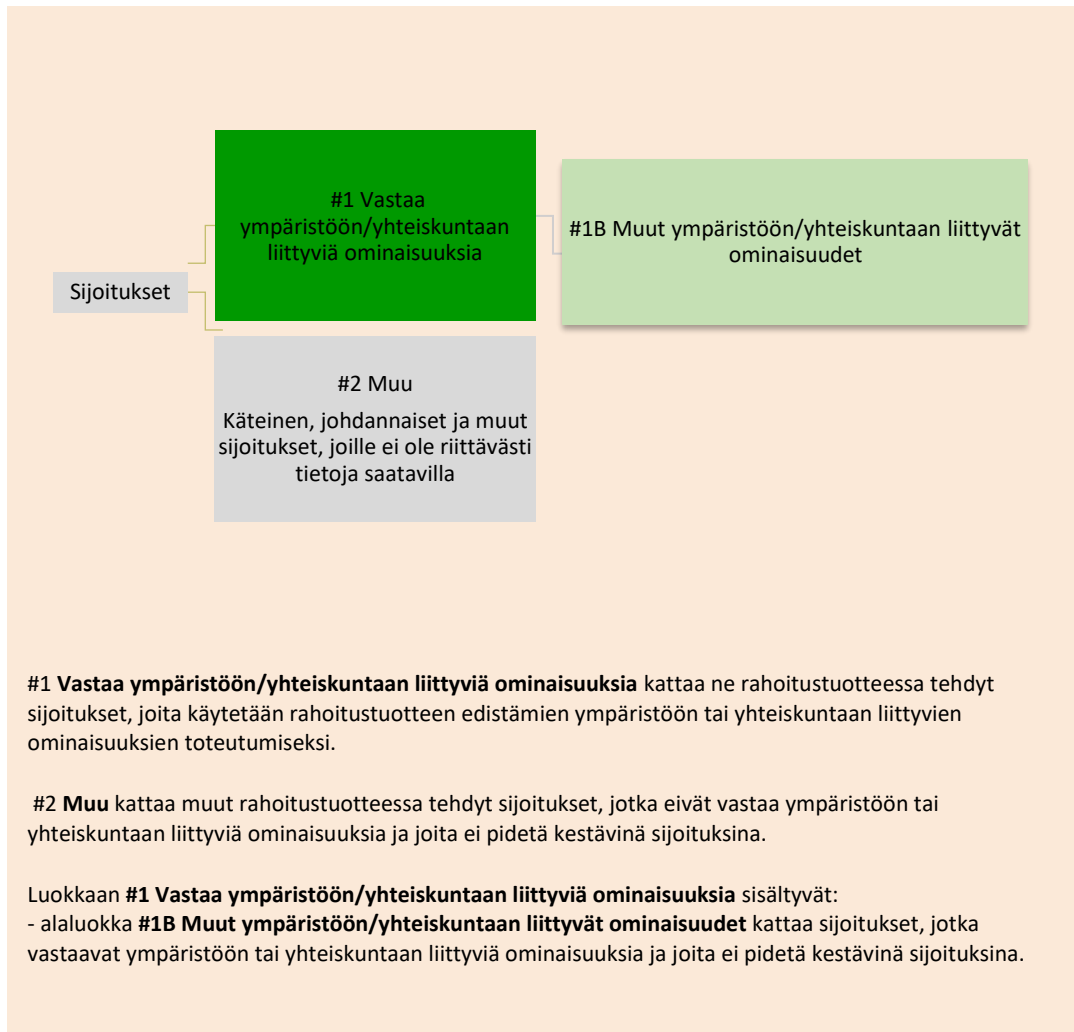 #1 Vastaa
ympäristöön/yhteiskuntaan
liittyviä ominaisuuksia
#1B Muut ympäristöön/yhteiskuntaan liittyvät
ominaisuudet
Sijoitukset
#2 Muu
Käteinen, johdannaiset ja muut
sijoitukset, joille ei ole riittävästi
tietoja saatavilla
#1 Vastaa ympäristöön/yhteiskuntaan liittyviä ominaisuuksia kattaa ne rahoitustuotteessa tehdyt
sijoitukset, joita käytetään rahoitustuotteen edistämien ympäristöön tai yhteiskuntaan liittyvien
ominaisuuksien toteutumiseksi.
#2 Muu kattaa muut rahoitustuotteessa tehdyt sijoitukset, jotka eivät vastaa ympäristöön tai
yhteiskuntaan liittyviä ominaisuuksia ja joita ei pidetä kestävinä sijoituksina.
Luokkaan #1 Vastaa ympäristöön/yhteiskuntaan liittyviä ominaisuuksia sisältyvät:
- alaluokka #1B Muut ympäristöön/yhteiskuntaan liittyvät ominaisuudet kattaa sijoitukset, jotka
vastaavat ympäristöön tai yhteiskuntaan liittyviä ominaisuuksia ja joita ei pidetä kestävinä sijoituksina.